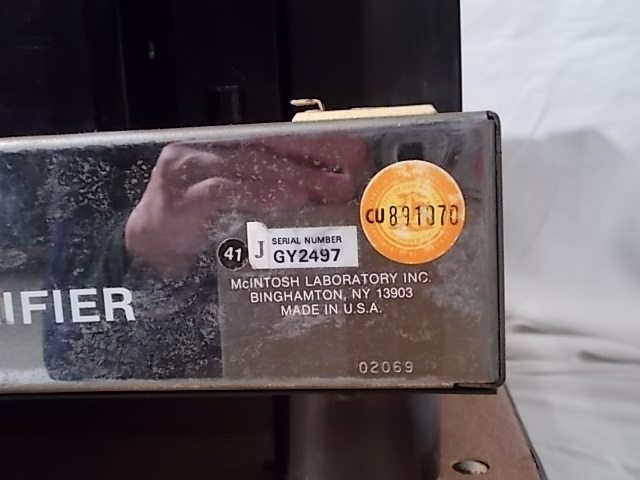 CU891070
41 J SERIAL NUMBER
GY2497
McINTOSH LABORATORY INC.
BINGHAMTON, NY 13903
MADE IN U.S.A.
IFIER
02069